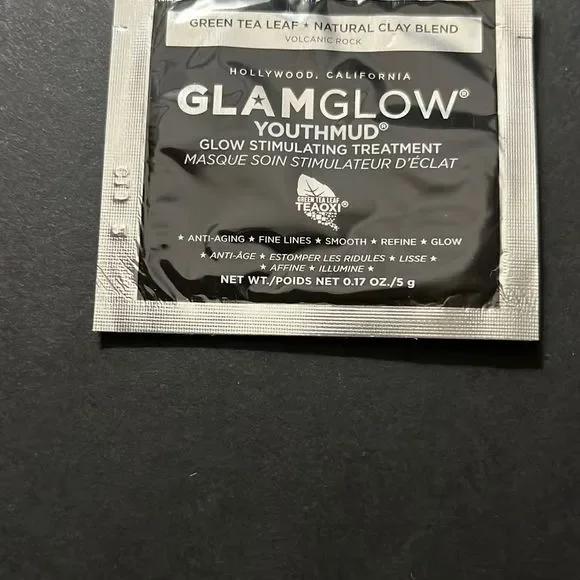 GREEN TEA LEAF ★ NATURAL CLAY BLEND
VOLCANIC ROCK
HOLLYWOOD, CALIFORNIA
GLAMGLOW®
YOUTHMUD®
GLOW STIMULATING TREATMENT
MASQUE SOIN STIMULATEUR D'ÉCLAT
GREEN TEA LEAF
TEAOXI®
★ ANTI-AGING ★ FINE LINES ★ SMOOTH ★ REFINE ★ GLOW
★ ANTI-ÂGE ★ ESTOMPER LES RIDULES ★ LISSE ★
★ AFFINE ★ ILLUMINE ★
NET WT./POIDS NET 0.17 OZ./5 g